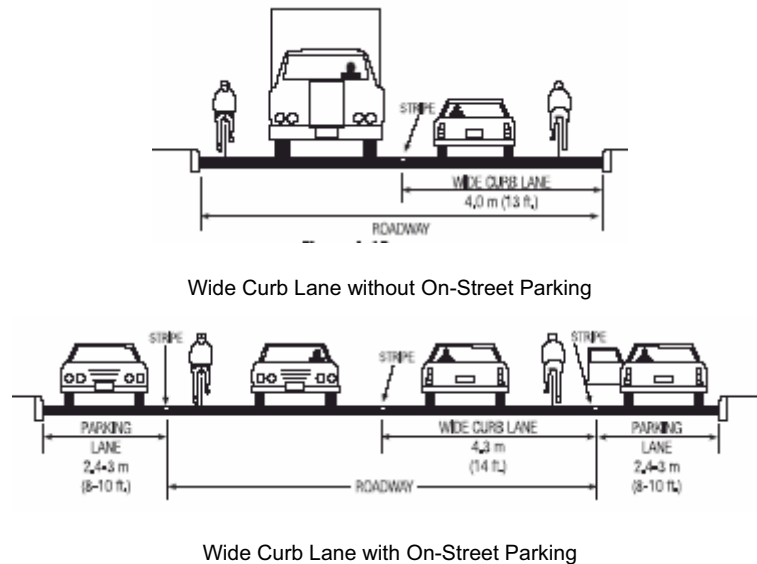 STRIPE
WIDE CURB LANE
4.0 m (13 ft.)
ROADWAY
Wide Curb Lane without On-Street Parking
STRIPE
STRIPE
STRIPE
PARKING
LANE
2.4-3 m
(8-10 ft.)
WIDE CURB LANE
4.3 m
(14 ft.)
PARKING
LANE
2.4-3 m
(8-10 ft.)
ROADWAY
Wide Curb Lane with On-Street Parking